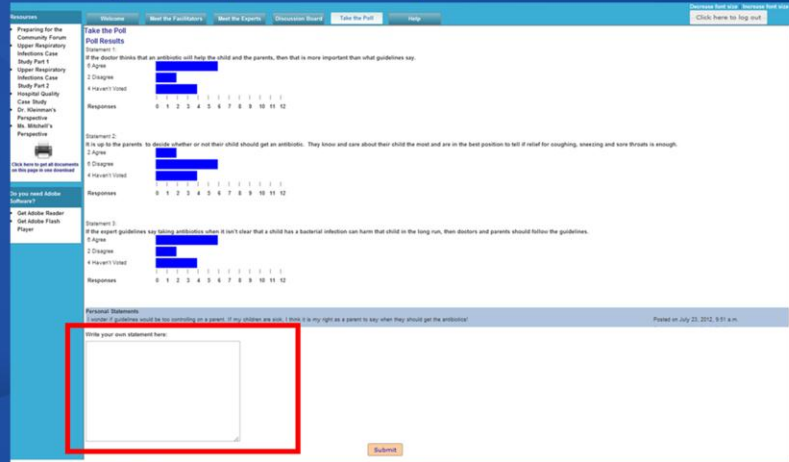 Decrease font size Increase font size
Click here to log out
Welcome
Meet the Facilitators
Meet the Experts
Discussion Board
Take the Poll
Help
Resources
Preparing for the
Community Forum
Upper Respiratory
Infections Case
Study Part 1
Upper Respiratory
Infections Case
Study Part 2
Hospital Quality
Case Study
Dr. Kleinman's
Perspective
Ms. Mitchell's
Perspective
Click here to get all documents
on this page in one download
Do you need Adobe
Software?
Get Adobe Reader
Get Adobe Flash
Player
Take the Poll
Poll Results
Statement 1:
If the doctor thinks that an antibiotic will help the child and the parents, then that is more important than what guidelines say.
6 Agree
2 Disagree
4 Haven't Voted
Responses 0 1 2 3 4 5 6 7 8 9 10 11 12
Statement 2:
It is up to the parents to decide whether or not their child should get an antibiotic. They know and care about their child the most and are in the best position to tell if relief for coughing, sneezing and sore throats is enough.
2 Agree
6 Disagree
4 Haven't Voted
Responses 0 1 2 3 4 5 6 7 8 9 10 11 12
Statement 3:
If the expert guidelines say taking antibiotics when it isn't clear that a child has a bacterial infection can harm that child in the long run, then doctors and parents should follow the guidelines.
6 Agree
2 Disagree
4 Haven't Voted
Responses 0 1 2 3 4 5 6 7 8 9 10 11 12
Personal Statements
I wonder if guidelines would be too controlling on a parent. If my children are sick, I think it is my right as a parent to say when they should get the antibiotics! Posted on July 23, 2012, 9:51 a.m.
Write your own statement here:
Submit